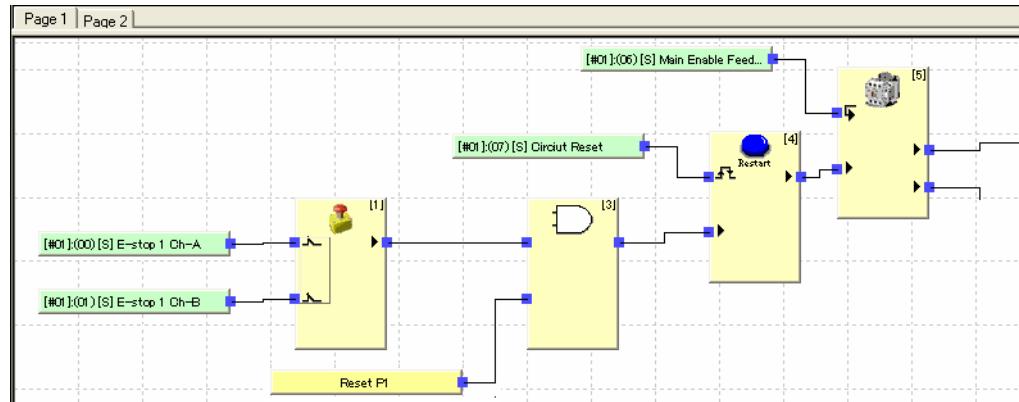 Page 1
Page 2
[#01]:(06) [S] Main Enable Feed...
[5]
[#01]:(07) [S] Circiut Reset
[4]
Restart
[1]
[3]
[#01]:(00) [S] E-stop 1 Ch-A
[#01]:(01) [S] E-stop 1 Ch-B
Reset P1